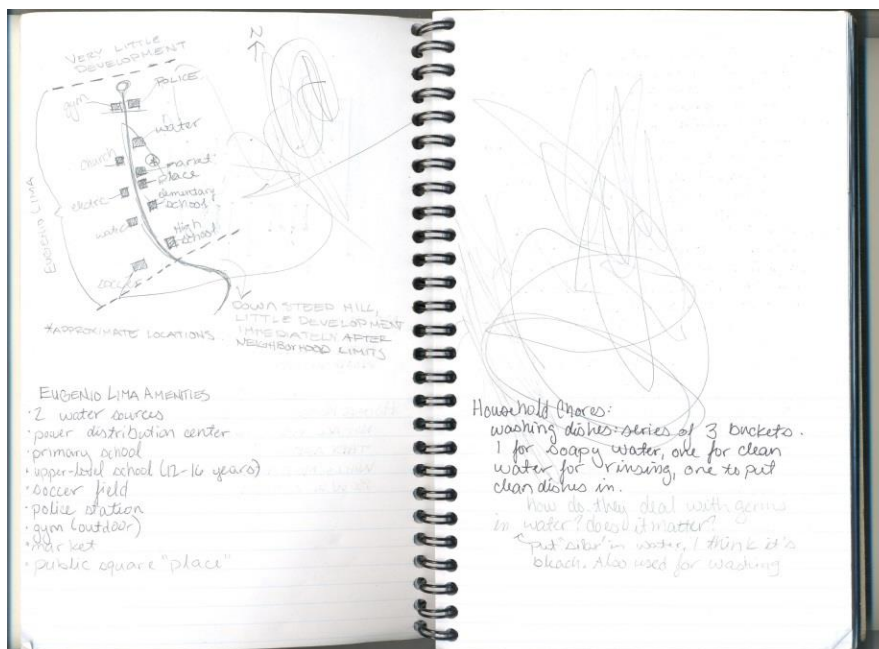 VERY LITTLE
DEVELOPMENT
N
gym
POLICE
water
church
market
place
elementary
school
electric
water
High
school
soccer
EUGENIO LIMA
*APPROXIMATE LOCATIONS
DOWN STEED HILL,
LITTLE DEVELOPMENT
IMMEDIATELY AFTER
NEIGHBORHOOD LIMITS
EUGENIO LIMA AMENITIES
· 2 water sources
· power distribution center
· primary school
· upper-level school (12-16 years)
· soccer field
· police station
· gym (outdoor)
· market
· public square "place"
Household Chores:
washing dishes: series of 3 buckets.
1 for soapy water, one for clean
water for rinsing, one to put
clean dishes in.
How do they deal with germs
in water? does it matter?
put in water, I think it's
bleach. Also used for washing